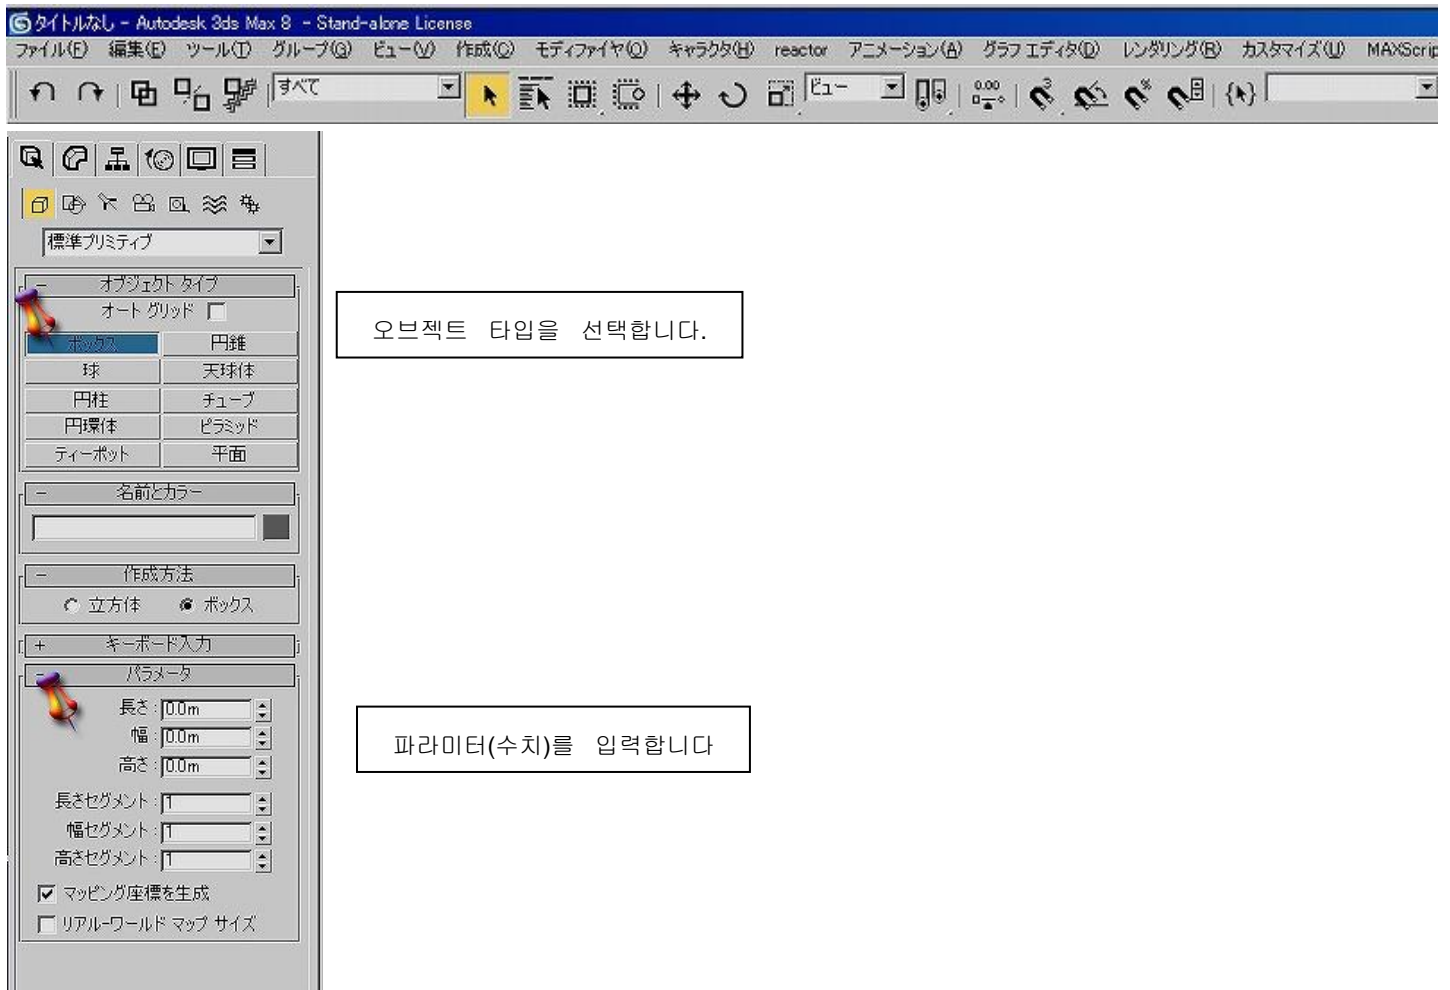 タイトルなし - Autodesk 3ds Max 8 - Stand-alone License
ファイル(F) 編集(E) ツール(T) グループ(G) ビュー(V) 作成(C) モディファイヤ(O) キャラクタ(H) reactor アニメーション(A) グラフ エディタ(D) レンダリング(R) カスタマイズ(U) MAXScrip
すべて ビュー
標準プリミティブ
オブジェクト タイプ
オート グリッド
오브젝트 타입을 선택합니다.
ボックス 円錐
球 天球体
円柱 チューブ
円環体 ピラミッド
ティーポット 平面
名前とカラー
作成方法
立方体 ボックス
キーボード入力
パラメータ
長さ : 0.0m
幅 : 0.0m
파라미터(수치)를 입력합니다
高さ : 0.0m
長さセグメント : 1
幅セグメント : 1
高さセグメント : 1
マッピング座標を生成
リアル-ワールド マップ サイズ